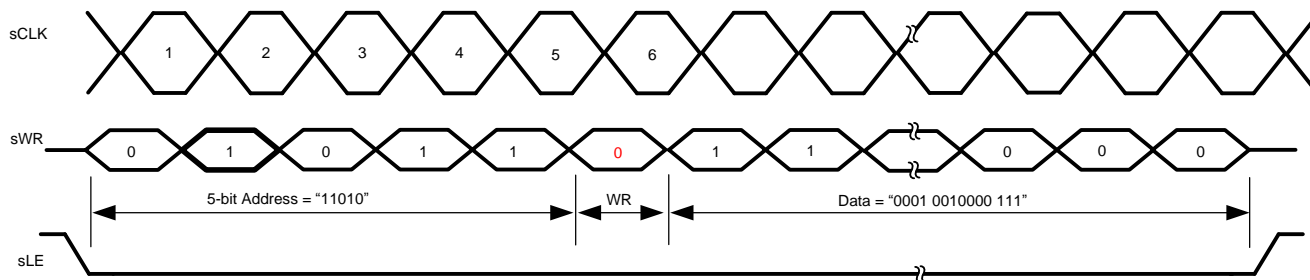 sCLK 1 2 3 4 5 6
sWR 0 1 0 1 1 0 1 1 0 0 0
5-bit Address = “11010” WR Data = “0001 0010000 111”
sLE